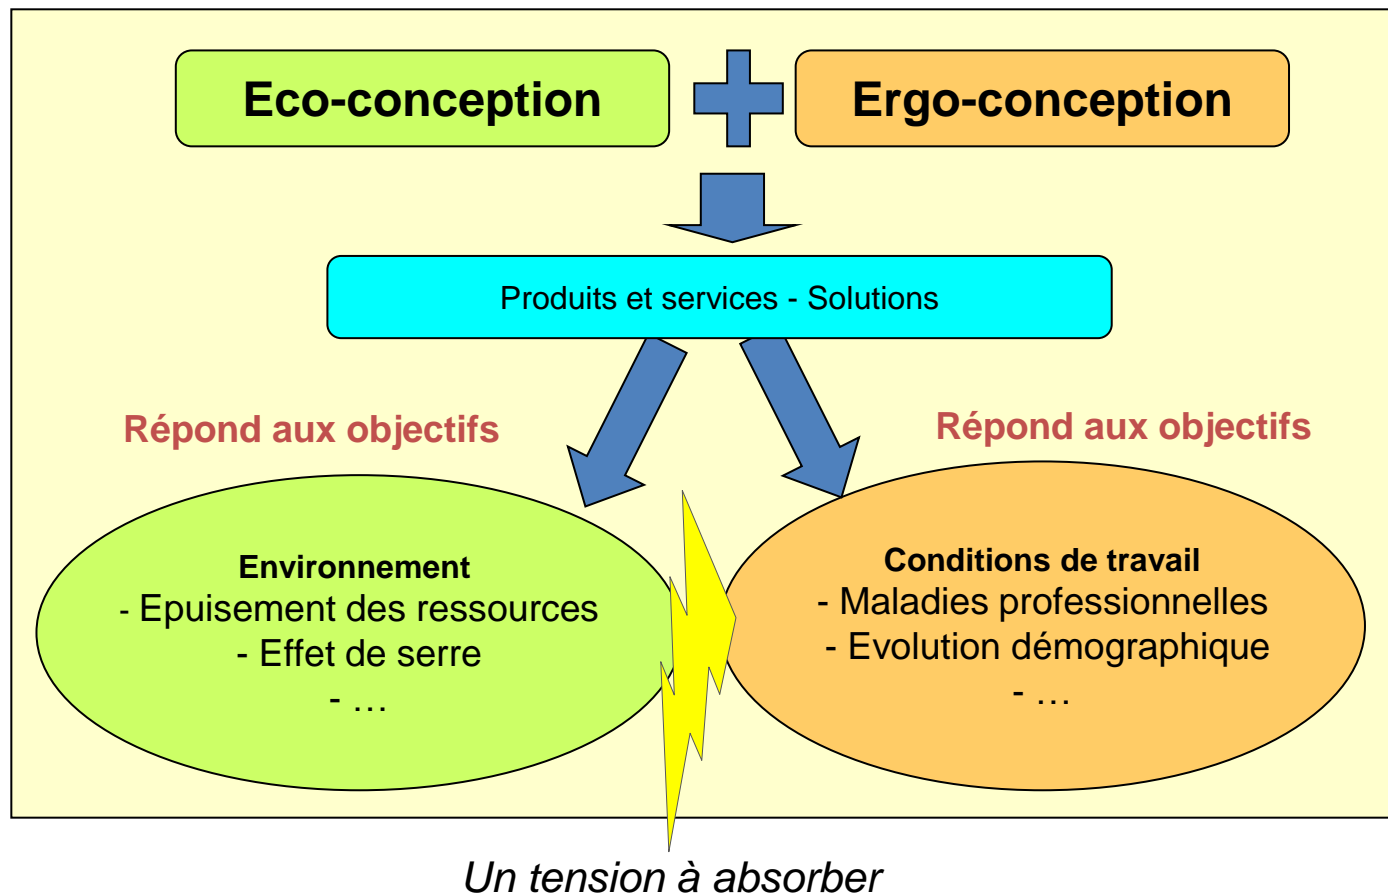 Eco-conception
Ergo-conception
Produits et services - Solutions
Répond aux objectifs
Répond aux objectifs
Environnement
- Epuisement des ressources
- Effet de serre
- …
Conditions de travail
- Maladies professionnelles
- Evolution démographique
- …
Un tension à absorber